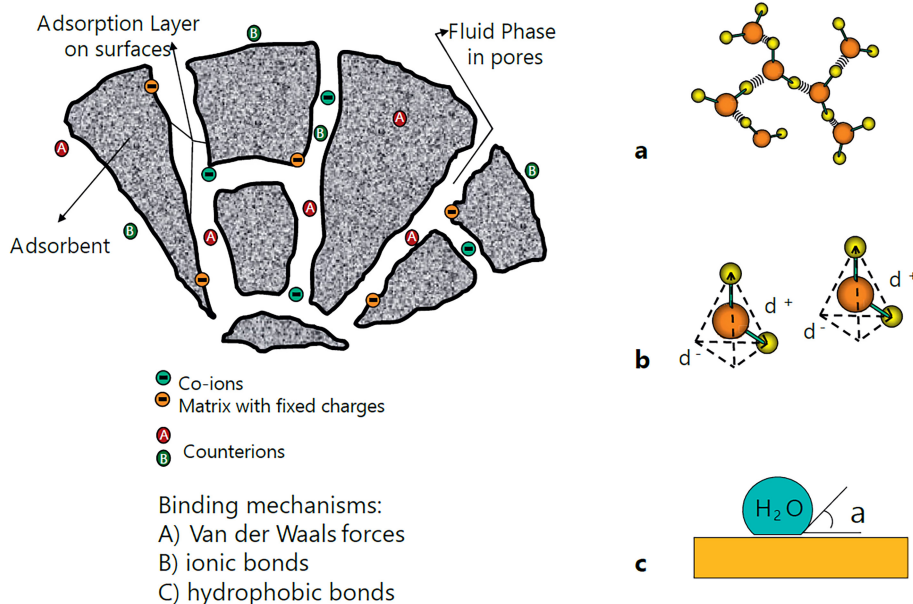 Adsorption Layer
on surfaces
B
Fluid Phase
in pores
A
B
A
B
B
A
A
A
Adsorbent
Co-ions
Matrix with fixed charges
A
B
Counterions
Binding mechanisms:
A) Van der Waals forces
B) ionic bonds
C) hydrophobic bonds
a
d +
d -
d +
d -
b
H2O
a
c